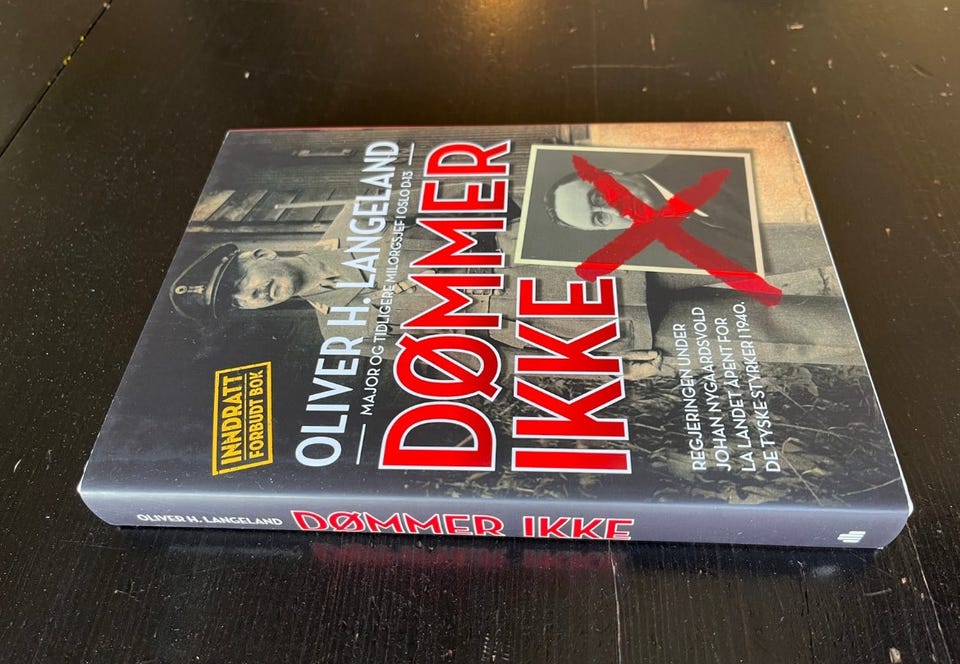 INNDRATT
FORBUDT BOK
OLIVER H. LANGELAND
MAJOR OG TIDLIGERE MILORGSJEF I OSLO D-13
DØMMER
IKKE
REGJERINGEN UNDER
JOHAN NYGAARDSVOLD
LA LANDET ÅPENT FOR
DE TYSKE STYRKER I 1940.
OLIVER H. LANGELAND
DØMMER IKKE